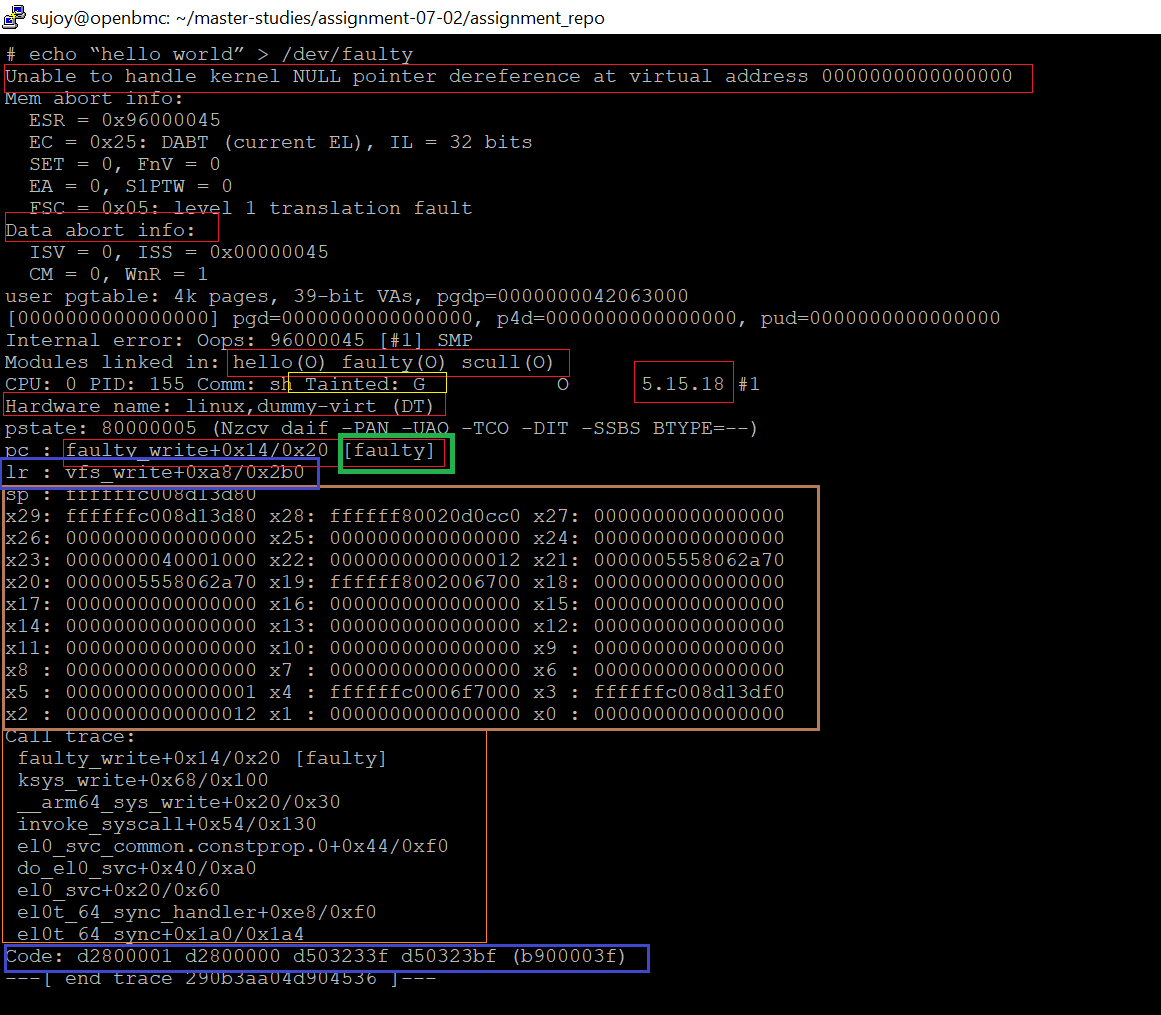 sujoy@openbmc: ~/master-studies/assignment-07-02/assignment_repo
# echo “hello world” > /dev/faulty
Unable to handle kernel NULL pointer dereference at virtual address 0000000000000000
Mem abort info:
ESR = 0x96000045
EC = 0x25: DABT (current EL), IL = 32 bits
SET = 0, FnV = 0
EA = 0, S1PTW = 0
FSC = 0x05: level 1 translation fault
Data abort info:
ISV = 0, ISS = 0x00000045
CM = 0, WnR = 1
user pgtable: 4k pages, 39-bit VAs, pgdp=0000000042063000
[0000000000000000] pgd=0000000000000000, p4d=0000000000000000, pud=0000000000000000
Internal error: Oops: 96000045 [#1] SMP
Modules linked in: hello(O) faulty(O) scull(O)
CPU: 0 PID: 155 Comm: sh Tainted: G O 5.15.18 #1
Hardware name: linux,dummy-virt (DT)
pstate: 80000005 (Nzcv daif -PAN -UAO -TCO -DIT -SSBS BTYPE=--)
pc : faulty_write+0x14/0x20 [faulty]
lr : vfs_write+0xa8/0x2b0
sp : ffffffc008d13d80
x29: ffffffc008d13d80 x28: ffffff80020d0cc0 x27: 0000000000000000
x26: 0000000000000000 x25: 0000000000000000 x24: 0000000000000000
x23: 0000000040001000 x22: 0000000000000012 x21: 0000005558062a70
x20: 0000005558062a70 x19: ffffff8002006700 x18: 0000000000000000
x17: 0000000000000000 x16: 0000000000000000 x15: 0000000000000000
x14: 0000000000000000 x13: 0000000000000000 x12: 0000000000000000
x11: 0000000000000000 x10: 0000000000000000 x9 : 0000000000000000
x8 : 0000000000000000 x7 : 0000000000000000 x6 : 0000000000000000
x5 : 0000000000000001 x4 : ffffffc0006f7000 x3 : ffffffc008d13df0
x2 : 0000000000000012 x1 : 0000000000000000 x0 : 0000000000000000
Call trace:
faulty_write+0x14/0x20 [faulty]
ksys_write+0x68/0x100
__arm64_sys_write+0x20/0x30
invoke_syscall+0x54/0x130
el0_svc_common.constprop.0+0x44/0xf0
do_el0_svc+0x40/0xa0
el0_svc+0x20/0x60
el0t_64_sync_handler+0xe8/0xf0
el0t_64_sync+0x1a0/0x1a4
Code: d2800001 d2800000 d503233f d50323bf (b900003f)
---[ end trace 290b3aa04d904536 ]---